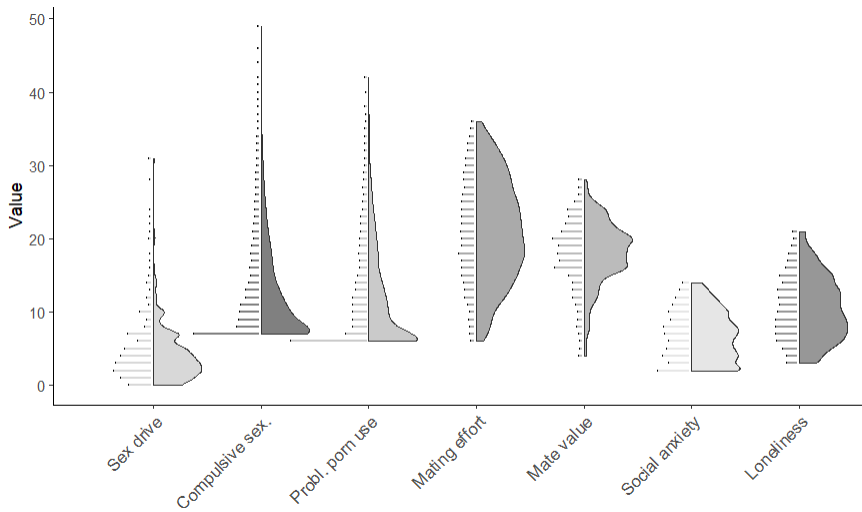 50
40
30
20
10
0
Value
Sex drive
Compulsive sex.
Probl. porn use
Mating effort
Mate value
Social anxiety
Loneliness